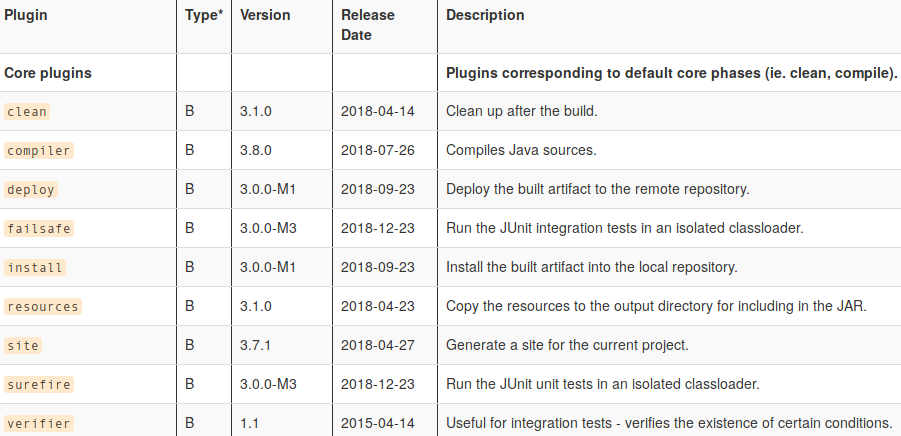 Plugin Type* Version Release Date Description
Core plugins Plugins corresponding to default core phases (ie. clean, compile).
clean B 3.1.0 2018-04-14 Clean up after the build.
compiler B 3.8.0 2018-07-26 Compiles Java sources.
deploy B 3.0.0-M1 2018-09-23 Deploy the built artifact to the remote repository.
failsafe B 3.0.0-M3 2018-12-23 Run the JUnit integration tests in an isolated classloader.
install B 3.0.0-M1 2018-09-23 Install the built artifact into the local repository.
resources B 3.1.0 2018-04-23 Copy the resources to the output directory for including in the JAR.
site B 3.7.1 2018-04-27 Generate a site for the current project.
surefire B 3.0.0-M3 2018-12-23 Run the JUnit unit tests in an isolated classloader.
verifier B 1.1 2015-04-14 Useful for integration tests - verifies the existence of certain conditions.